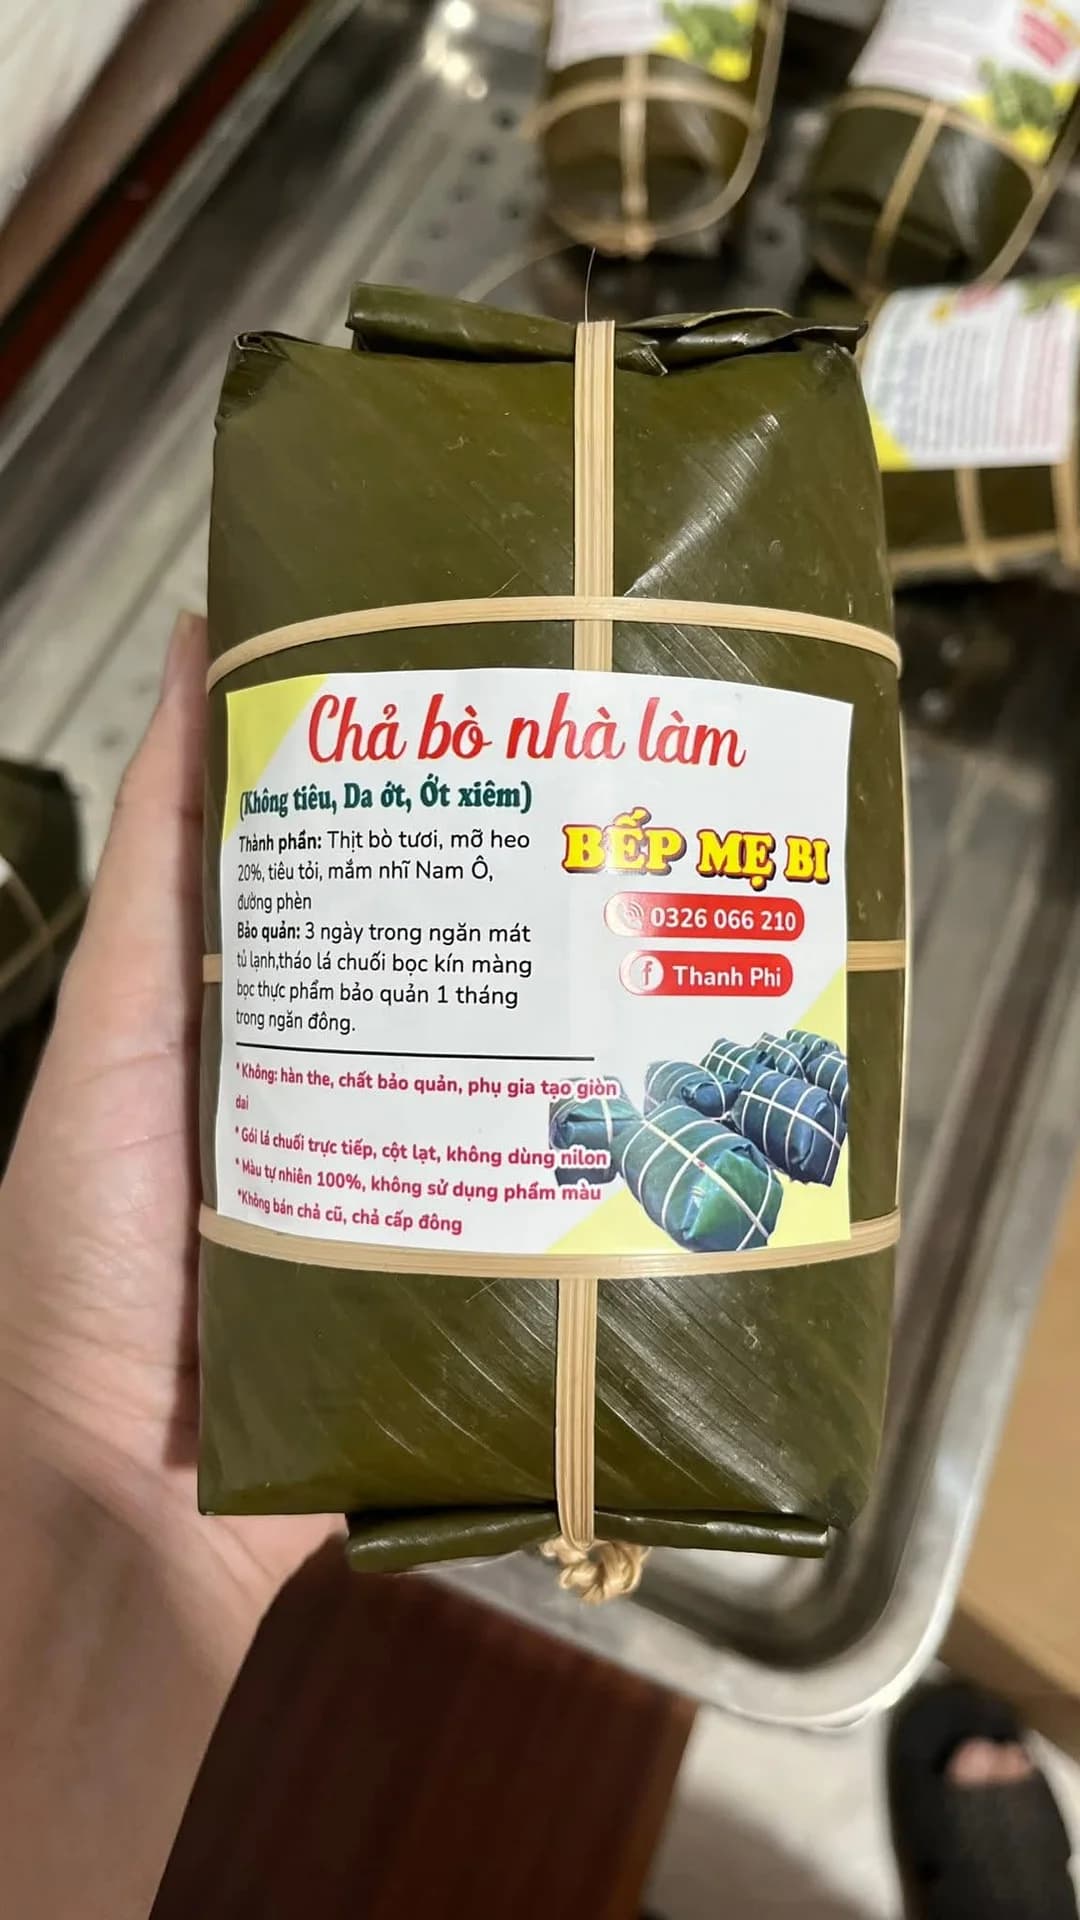 Chả bò nhà làm
(Không tiêu, Da ớt, Ớt xiêm)
Thành phần: Thịt bò tươi, mỡ heo
20%, tiêu tỏi, mắm nhĩ Nam Ô,
đường phèn
Bảo quản: 3 ngày trong ngăn mát
tủ lạnh,tháo lá chuối bọc kín màng
bọc thực phẩm bảo quản 1 tháng
trong ngăn đông.
BẾP MẸ BI
0326 066 210
f Thanh Phi
*Không: hàn the, chất bảo quản, phụ gia tạo giòn
dai
*Gói lá chuối trực tiếp, cột lạt, không dùng nilon
*Màu tự nhiên 100%, không sử dụng phẩm màu
*Không bán chả cũ, chả cấp đông